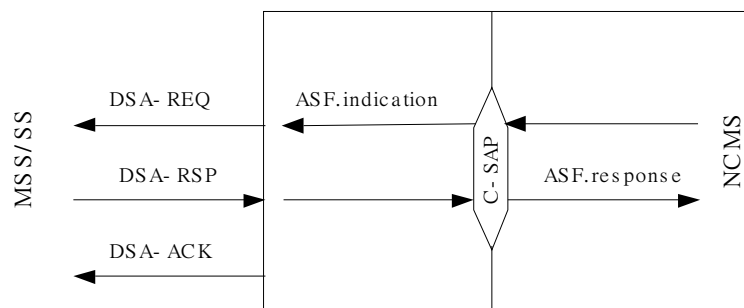 DSA- REQ
ASF.indication
MSS/SS
DSA- RSP
C- SAP
ASF.response
NCMS
DSA- ACK